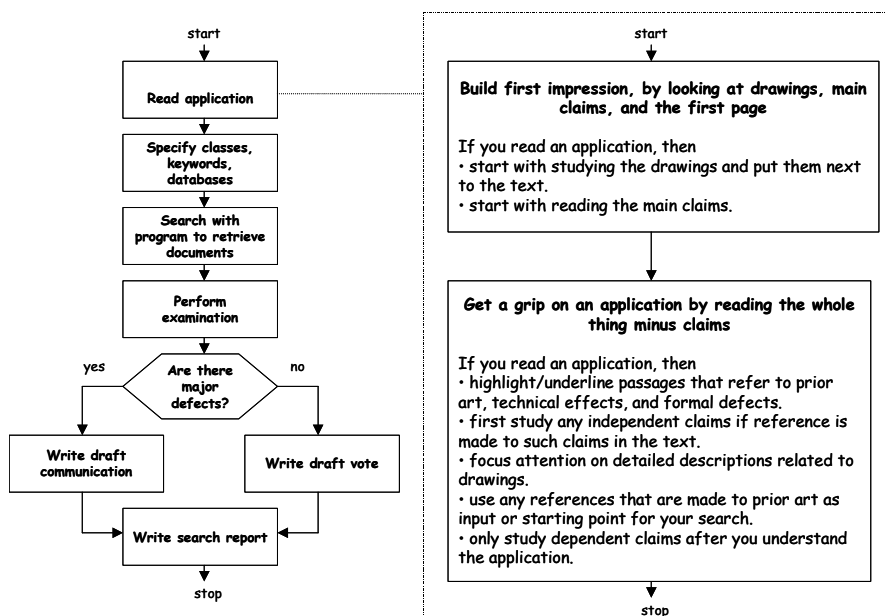 start
Read application
Specify classes,
keywords,
databases
Search with
program to retrieve
documents
Perform
examination
yes
Are there
major
defects?
no
Write draft
communication
Write draft vote
Write search report
stop
start
Build first impression, by looking at drawings, main
claims, and the first page
If you read an application, then
• start with studying the drawings and put them next
to the text.
• start with reading the main claims.
Get a grip on an application by reading the whole
thing minus claims
If you read an application, then
• highlight/underline passages that refer to prior
art, technical effects, and formal defects.
• first study any independent claims if reference is
made to such claims in the text.
• focus attention on detailed descriptions related to
drawings.
• use any references that are made to prior art as
input or starting point for your search.
• only study dependent claims after you understand
the application.
stop